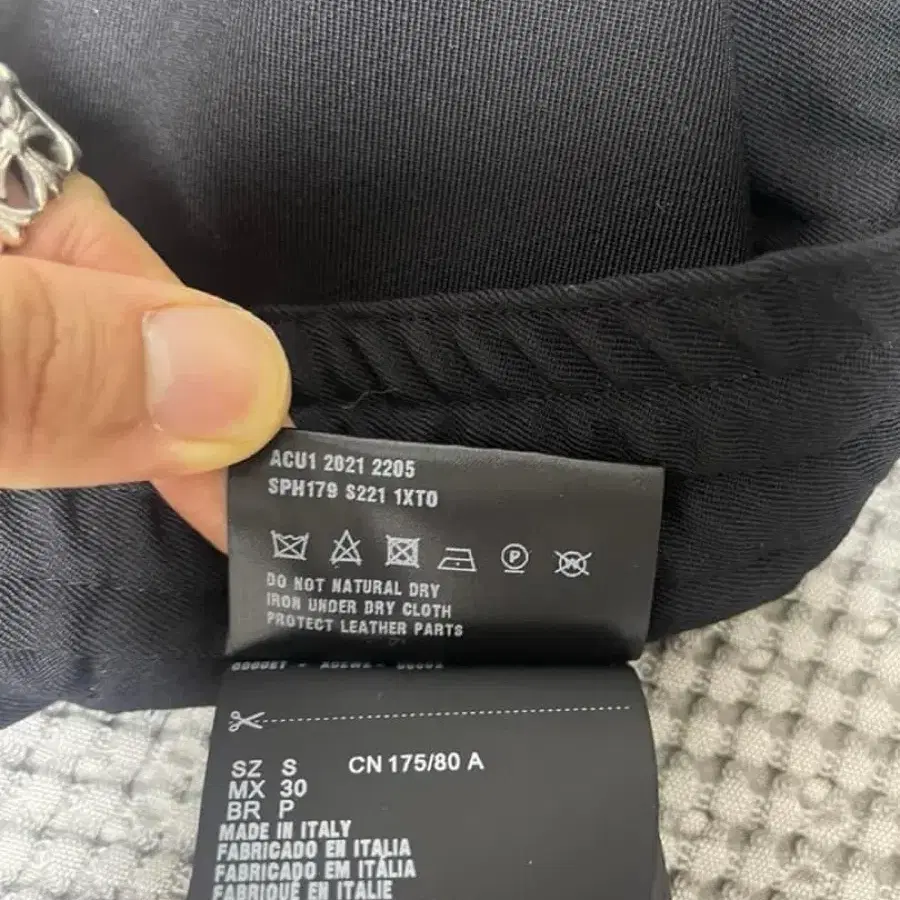 ACU1 2021 2205
SPH179 S221 1XT0
P
W
DO NOT NATURAL DRY
IRON UNDER DRY CLOTH
PROTECT LEATHER PARTS
SZ S CN 175/80 A
MX 30
BR P
MADE IN ITALY
FABRICADO EN ITALIA
FABRICADO EM ITÁLIA
FABRIQUÉ EN ITALIE